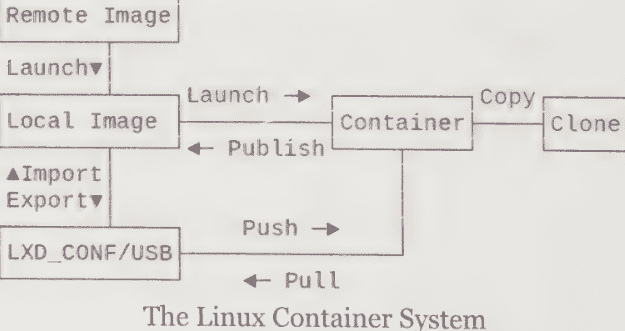 Remote Image
Launch▼
Launch →
Copy
Local Image
Container
Clone
← Publish
▲Import
Export▼
Push →
LXD_CONF/USB
← Pull
The Linux Container System